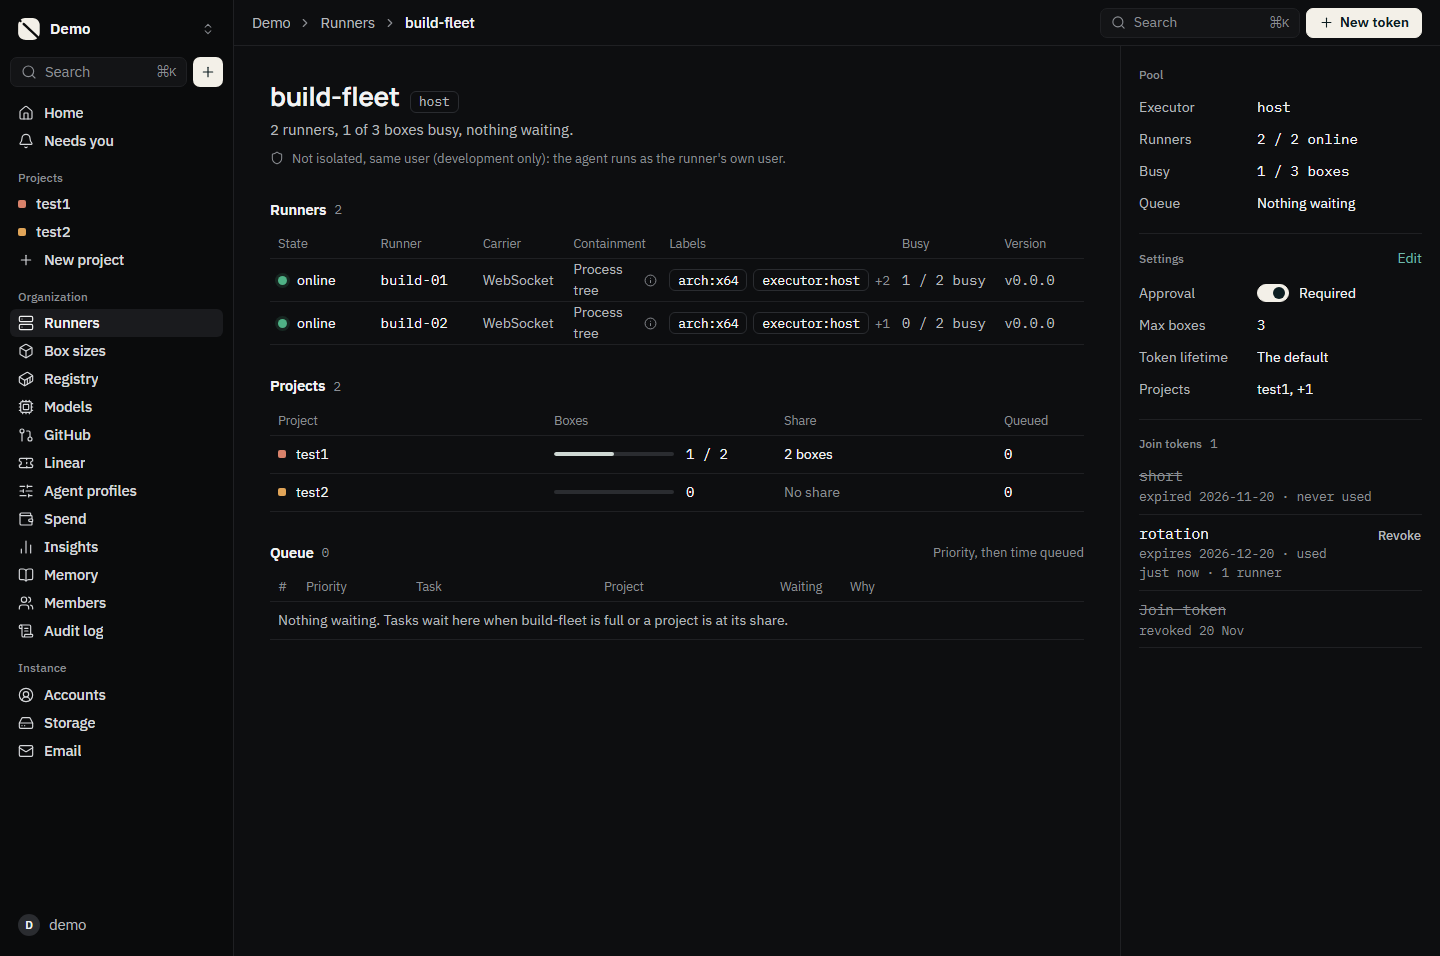 Demo
Search ⌘K
Home
Needs you
Projects
test1
test2
New project
Organization
Runners
Box sizes
Registry
Models
GitHub
Linear
Agent profiles
Spend
Insights
Memory
Members
Audit log
Instance
Accounts
Storage
Email
D demo
Demo > Runners > build-fleet
Search ⌘K
New token
build-fleet host
2 runners, 1 of 3 boxes busy, nothing waiting.
Not isolated, same user (development only): the agent runs as the runner's own user.
Runners 2
State Runner Carrier Containment Labels Busy Version
online build-01 WebSocket Process tree arch:x64 executor:host +2 1 / 2 busy v0.0.0
online build-02 WebSocket Process tree arch:x64 executor:host +1 0 / 2 busy v0.0.0
Projects 2
Project Boxes Share Queued
test1 1 / 2 2 boxes 0
test2 0 No share 0
Queue 0 Priority, then time queued
# Priority Task Project Waiting Why
Nothing waiting. Tasks wait here when build-fleet is full or a project is at its share.
Pool
Executor host
Runners 2 / 2 online
Busy 1 / 3 boxes
Queue Nothing waiting
Settings Edit
Approval Required
Max boxes 3
Token lifetime The default
Projects test1, +1
Join tokens 1
short
expired 2026-11-20 · never used
rotation Revoke
expires 2026-12-20 · used
just now · 1 runner
Join token
revoked 20 Nov